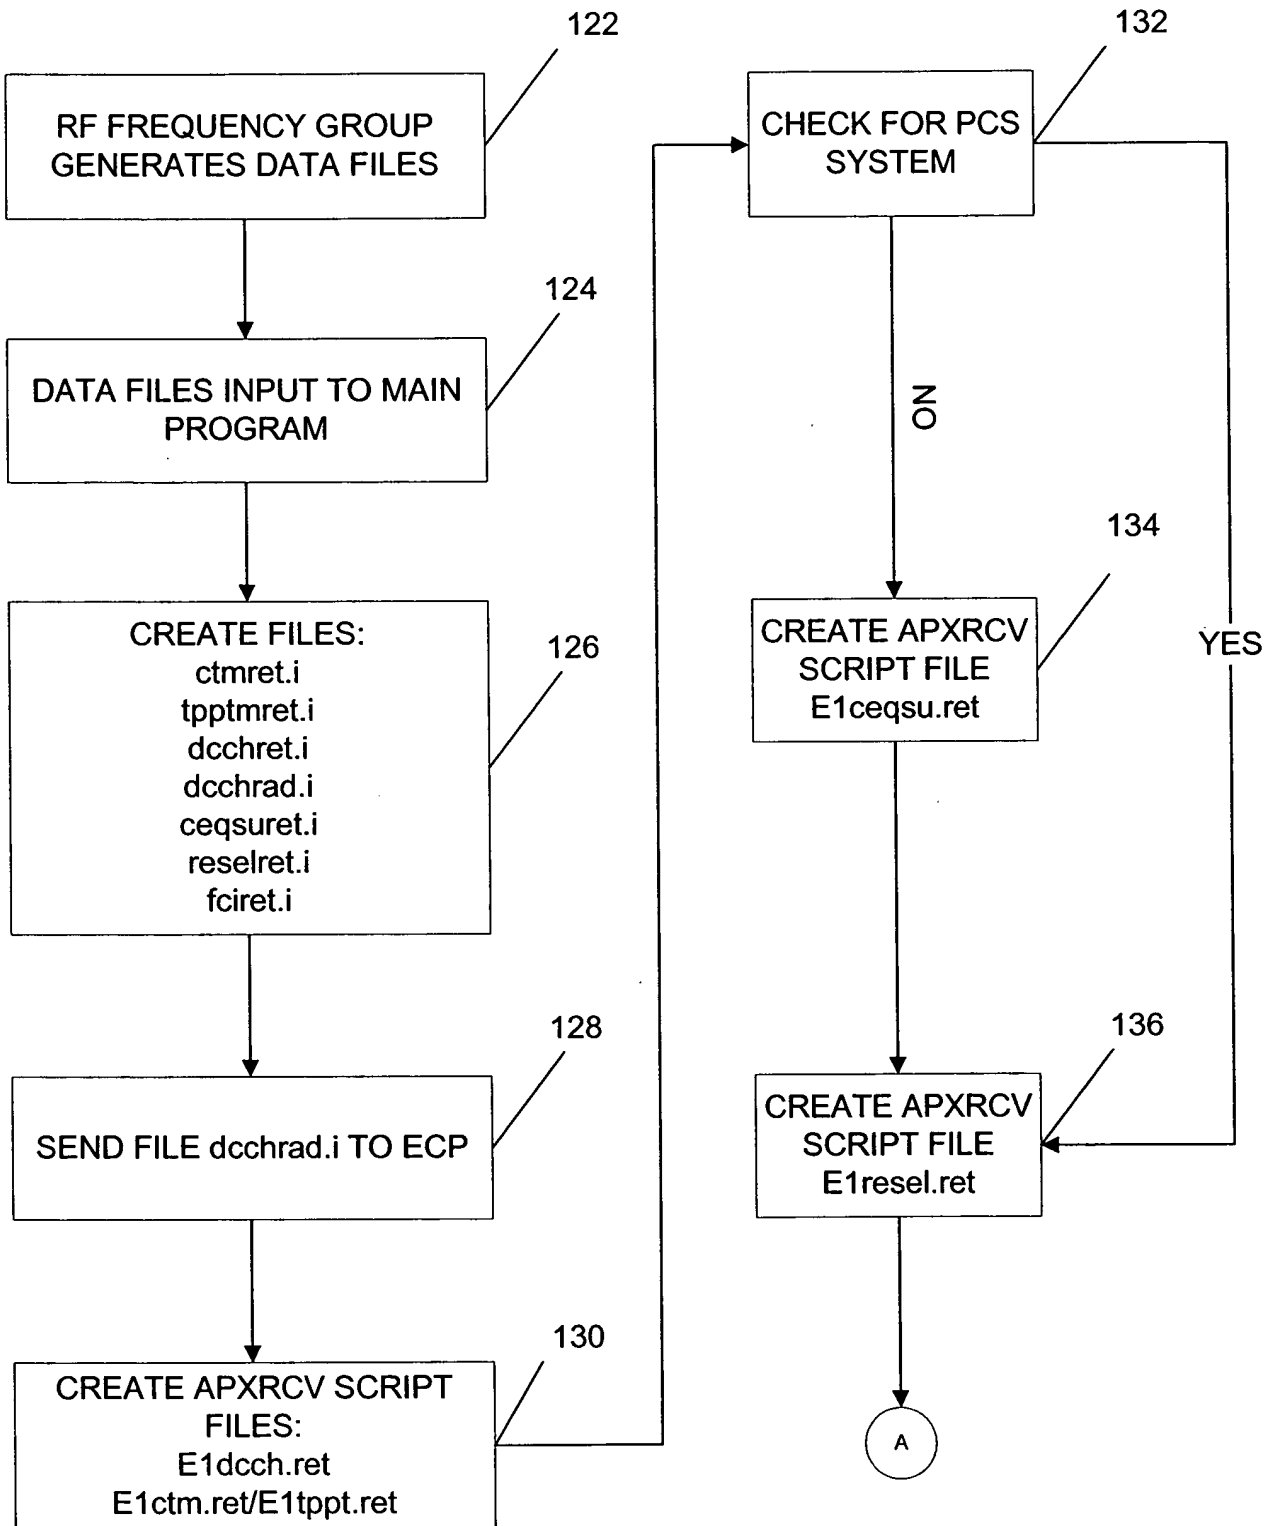 122
RF FREQUENCY GROUP
GENERATES DATA FILES
124
DATA FILES INPUT TO MAIN
PROGRAM
126
CREATE FILES:
ctmret.i
tpptmret.i
dcchret.i
dcchrad.i
ceqsuret.i
reselret.i
fciret.i
128
SEND FILE dcchrad.i TO ECP
130
CREATE APXRCV SCRIPT
FILES:
E1dcch.ret
E1ctm.ret/E1tppt.ret
132
CHECK FOR PCS
SYSTEM
NO
YES
134
CREATE APXRCV
SCRIPT FILE
E1ceqsu.ret
136
CREATE APXRCV
SCRIPT FILE
E1resel.ret
A